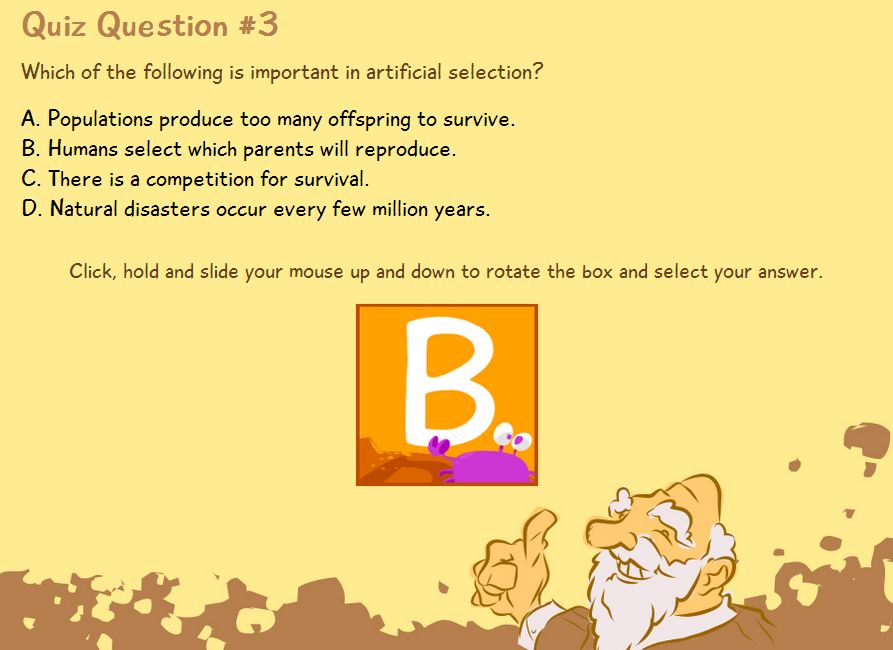 Quiz Question #3
Which of the following is important in artificial selection?
A. Populations produce too many offspring to survive.
B. Humans select which parents will reproduce.
C. There is a competition for survival.
D. Natural disasters occur every few million years.
Click, hold and slide your mouse up and down to rotate the box and select your answer.
B